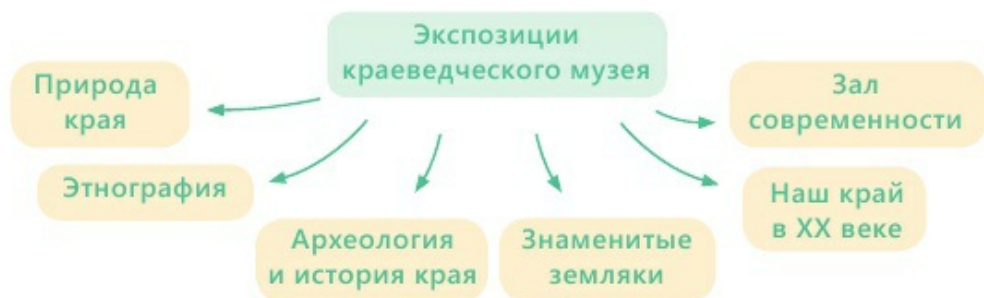 Экспозиции
краеведческого музея
Природа
края
Этнография
Археология
и история края
Знаменитые
земляки
Наш край
в XX веке
Зал
современности